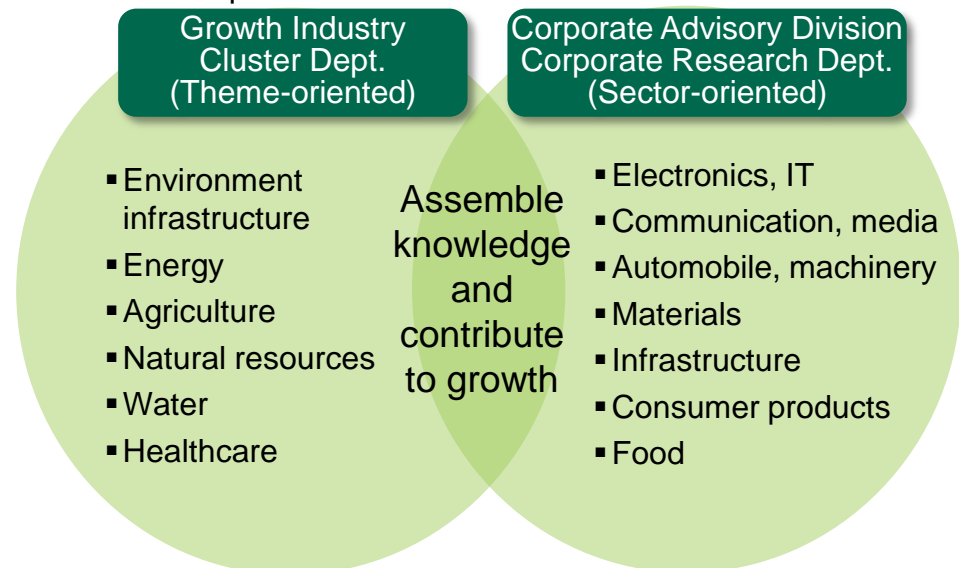 Growth Industry
Cluster Dept.
(Theme-oriented)
Corporate Advisory Division
Corporate Research Dept.
(Sector-oriented)
▪Environment
infrastructure
▪Energy
▪Agriculture
▪Natural resources
▪Water
▪Healthcare
Assemble
knowledge
and
contribute
to growth
▪Electronics, IT
▪Communication, media
▪Automobile, machinery
▪Materials
▪Infrastructure
▪Consumer products
▪Food